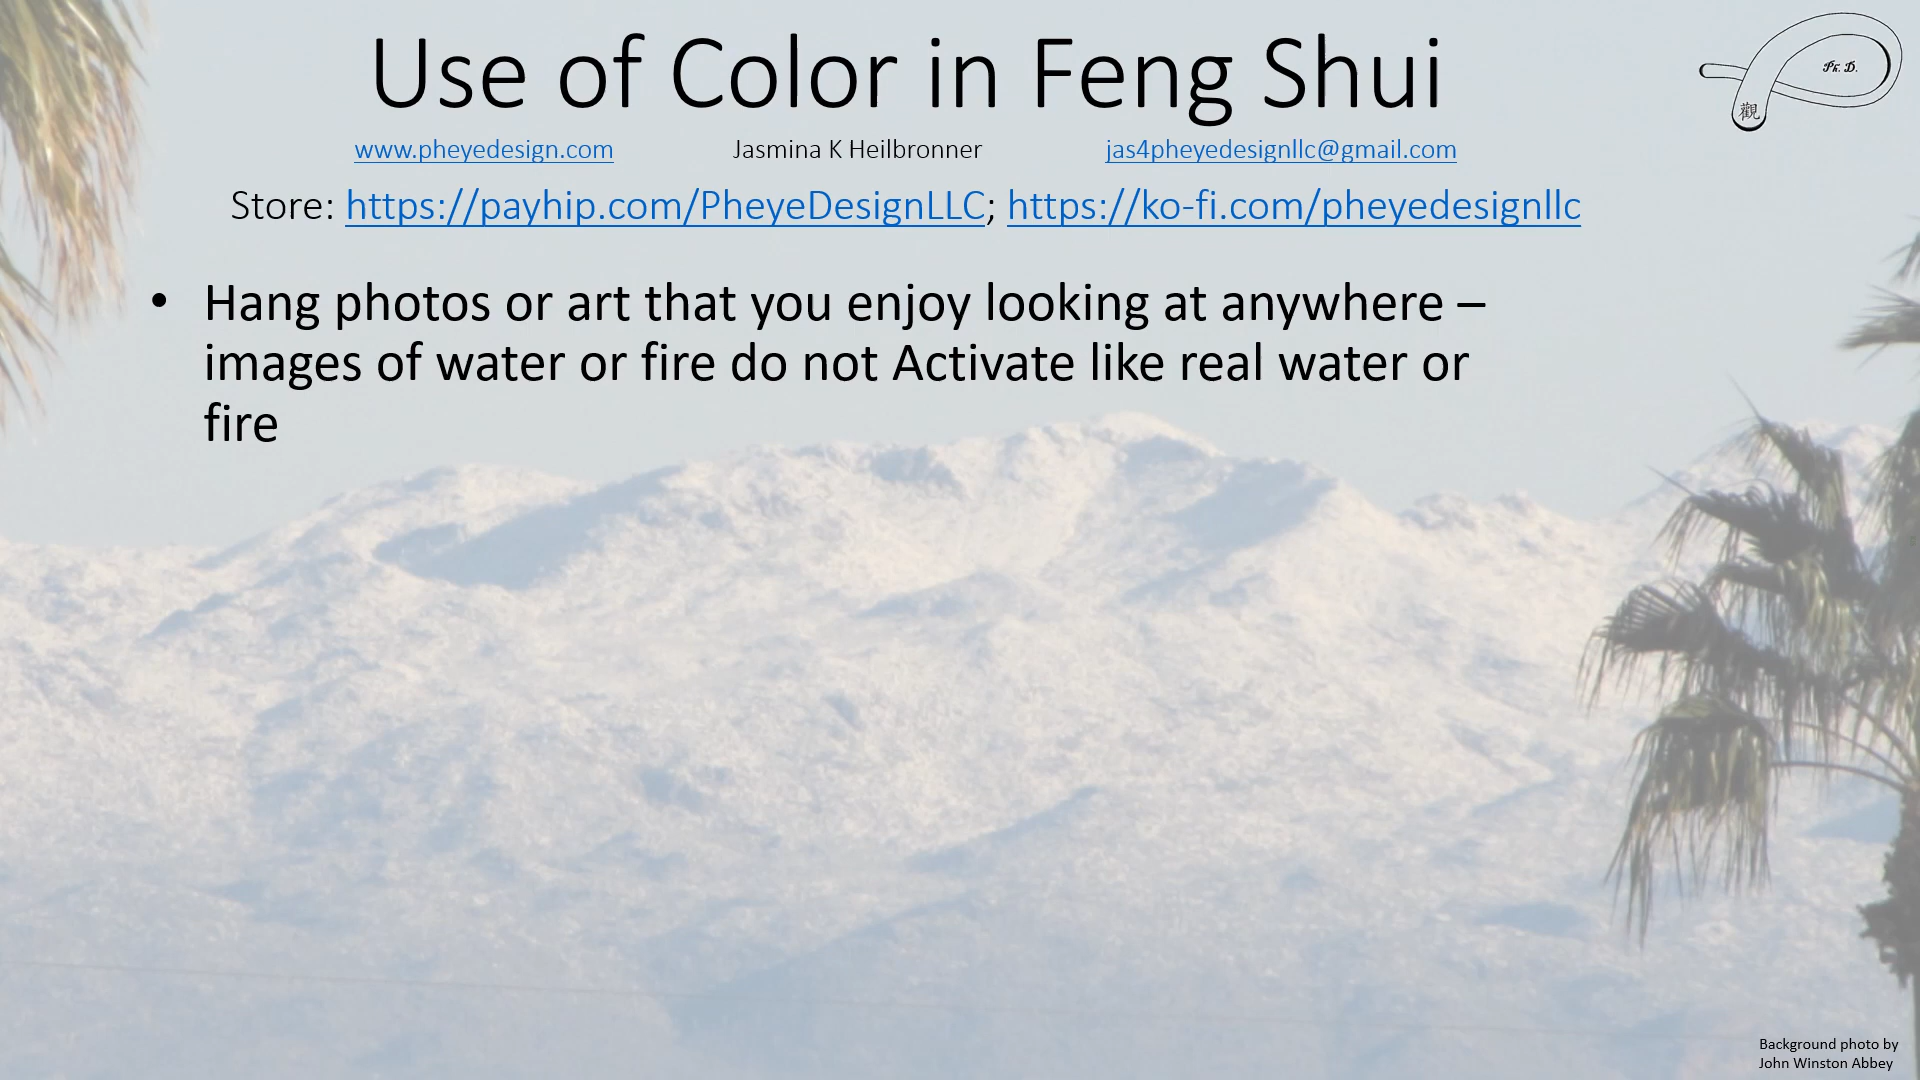 Use of Color in Feng Shui
Ph. D.
觀
www.pheyedesign.com Jasmina K Heilbronner jas4pheyedesignllc@gmail.com
Store: https://payhip.com/PheyeDesignLLC; https://ko-fi.com/pheyedesignllc
• Hang photos or art that you enjoy looking at anywhere –
images of water or fire do not Activate like real water or
fire
Background photo by
John Winston Abbey